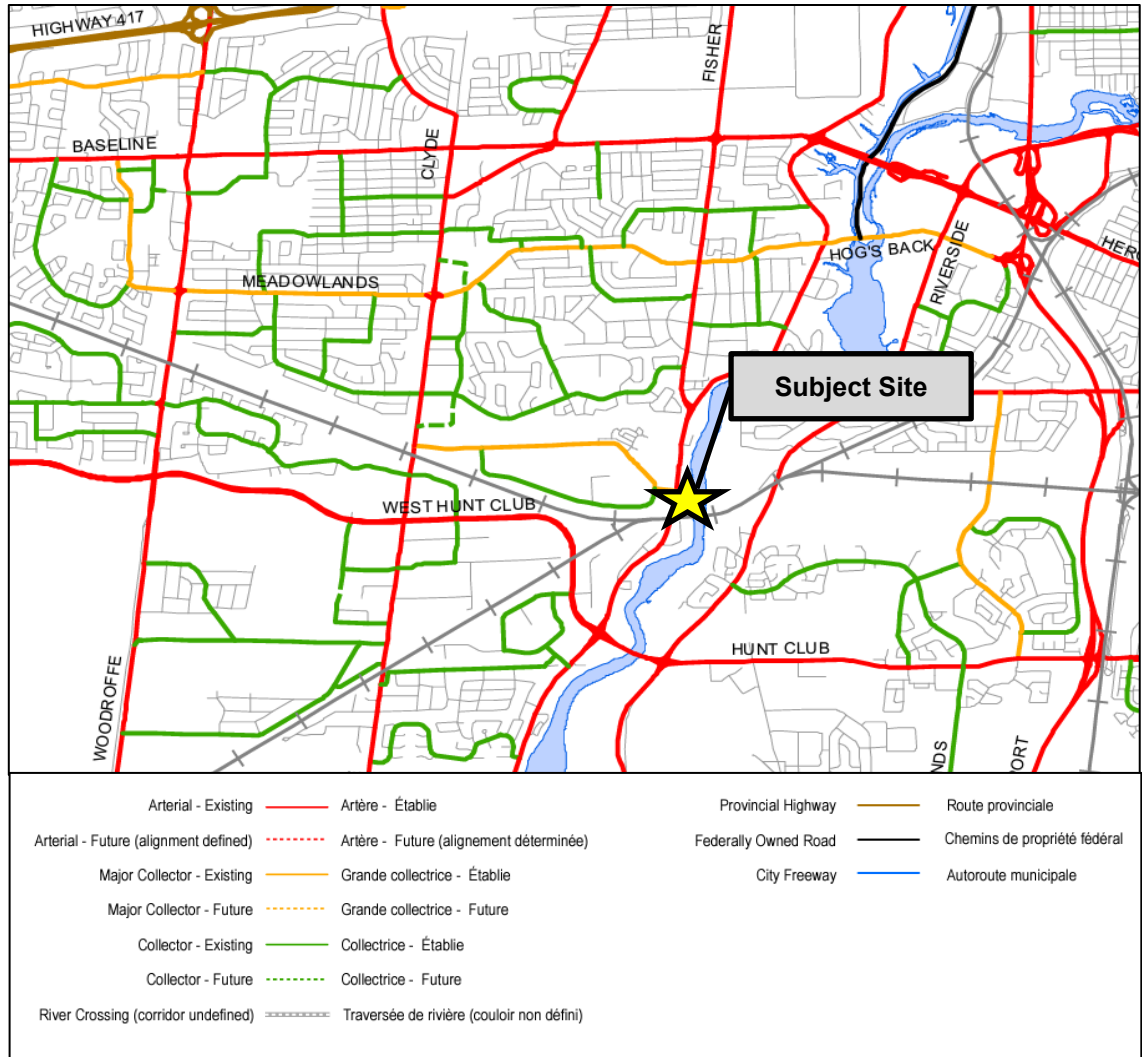 HIGHWAY 417
FISHER
BASELINE
CLYDE
HOG'S BACK
RIVERSIDE
HERO
MEADOWLANDS
Subject Site
WEST HUNT CLUB
HUNT CLUB
WOODROFFE
NDS
PORT
Arterial - Existing Artère - Établie
Arterial - Future (alignment defined) Artère - Future (alignement déterminée)
Major Collector - Existing Grande collectrice - Établie
Major Collector - Future Grande collectrice - Future
Collector - Existing Collectrice - Établie
Collector - Future Collectrice - Future
River Crossing (corridor undefined) Traversée de rivière (couloir non défini)
Provincial Highway Route provinciale
Federally Owned Road Chemins de propriété fédéral
City Freeway Autoroute municipale